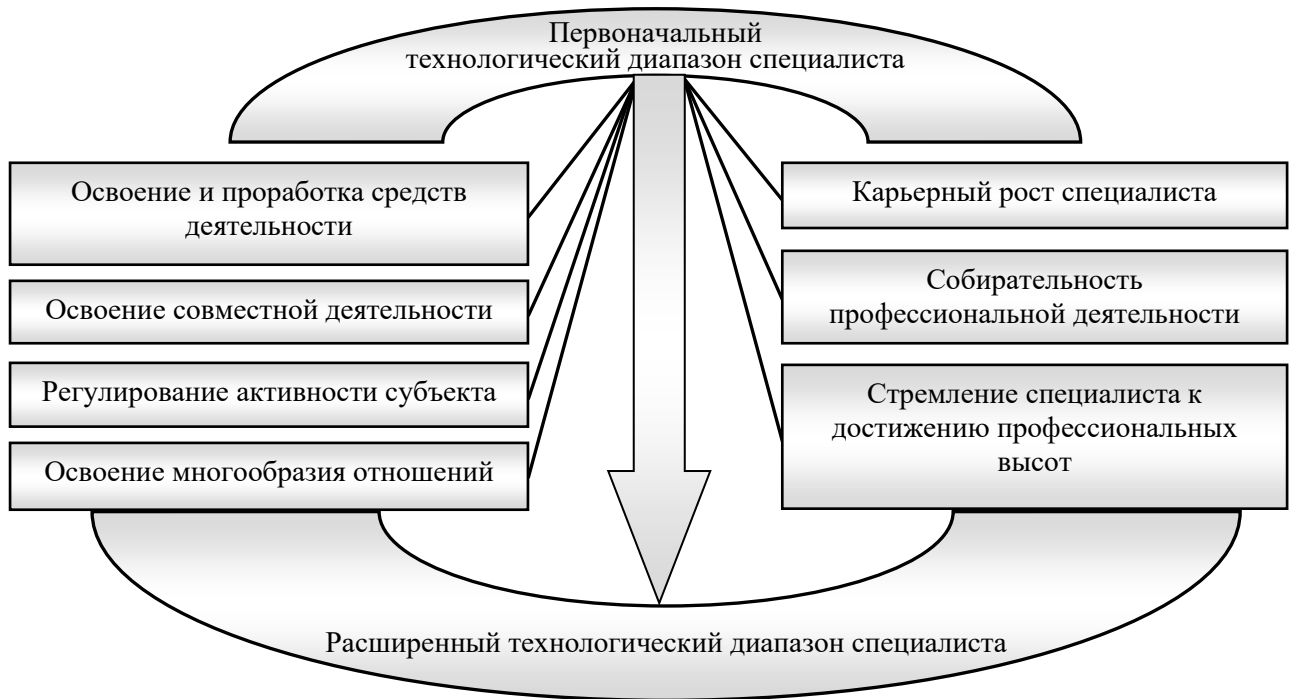 Первоначальный
технологический диапазон специалиста
Освоение и проработка средств
деятельности
Освоение совместной деятельности
Регулирование активности субъекта
Освоение многообразия отношений
Карьерный рост специалиста
Собирательность
профессиональной деятельности
Стремление специалиста к
достижению профессиональных
высот
Расширенный технологический диапазон специалиста